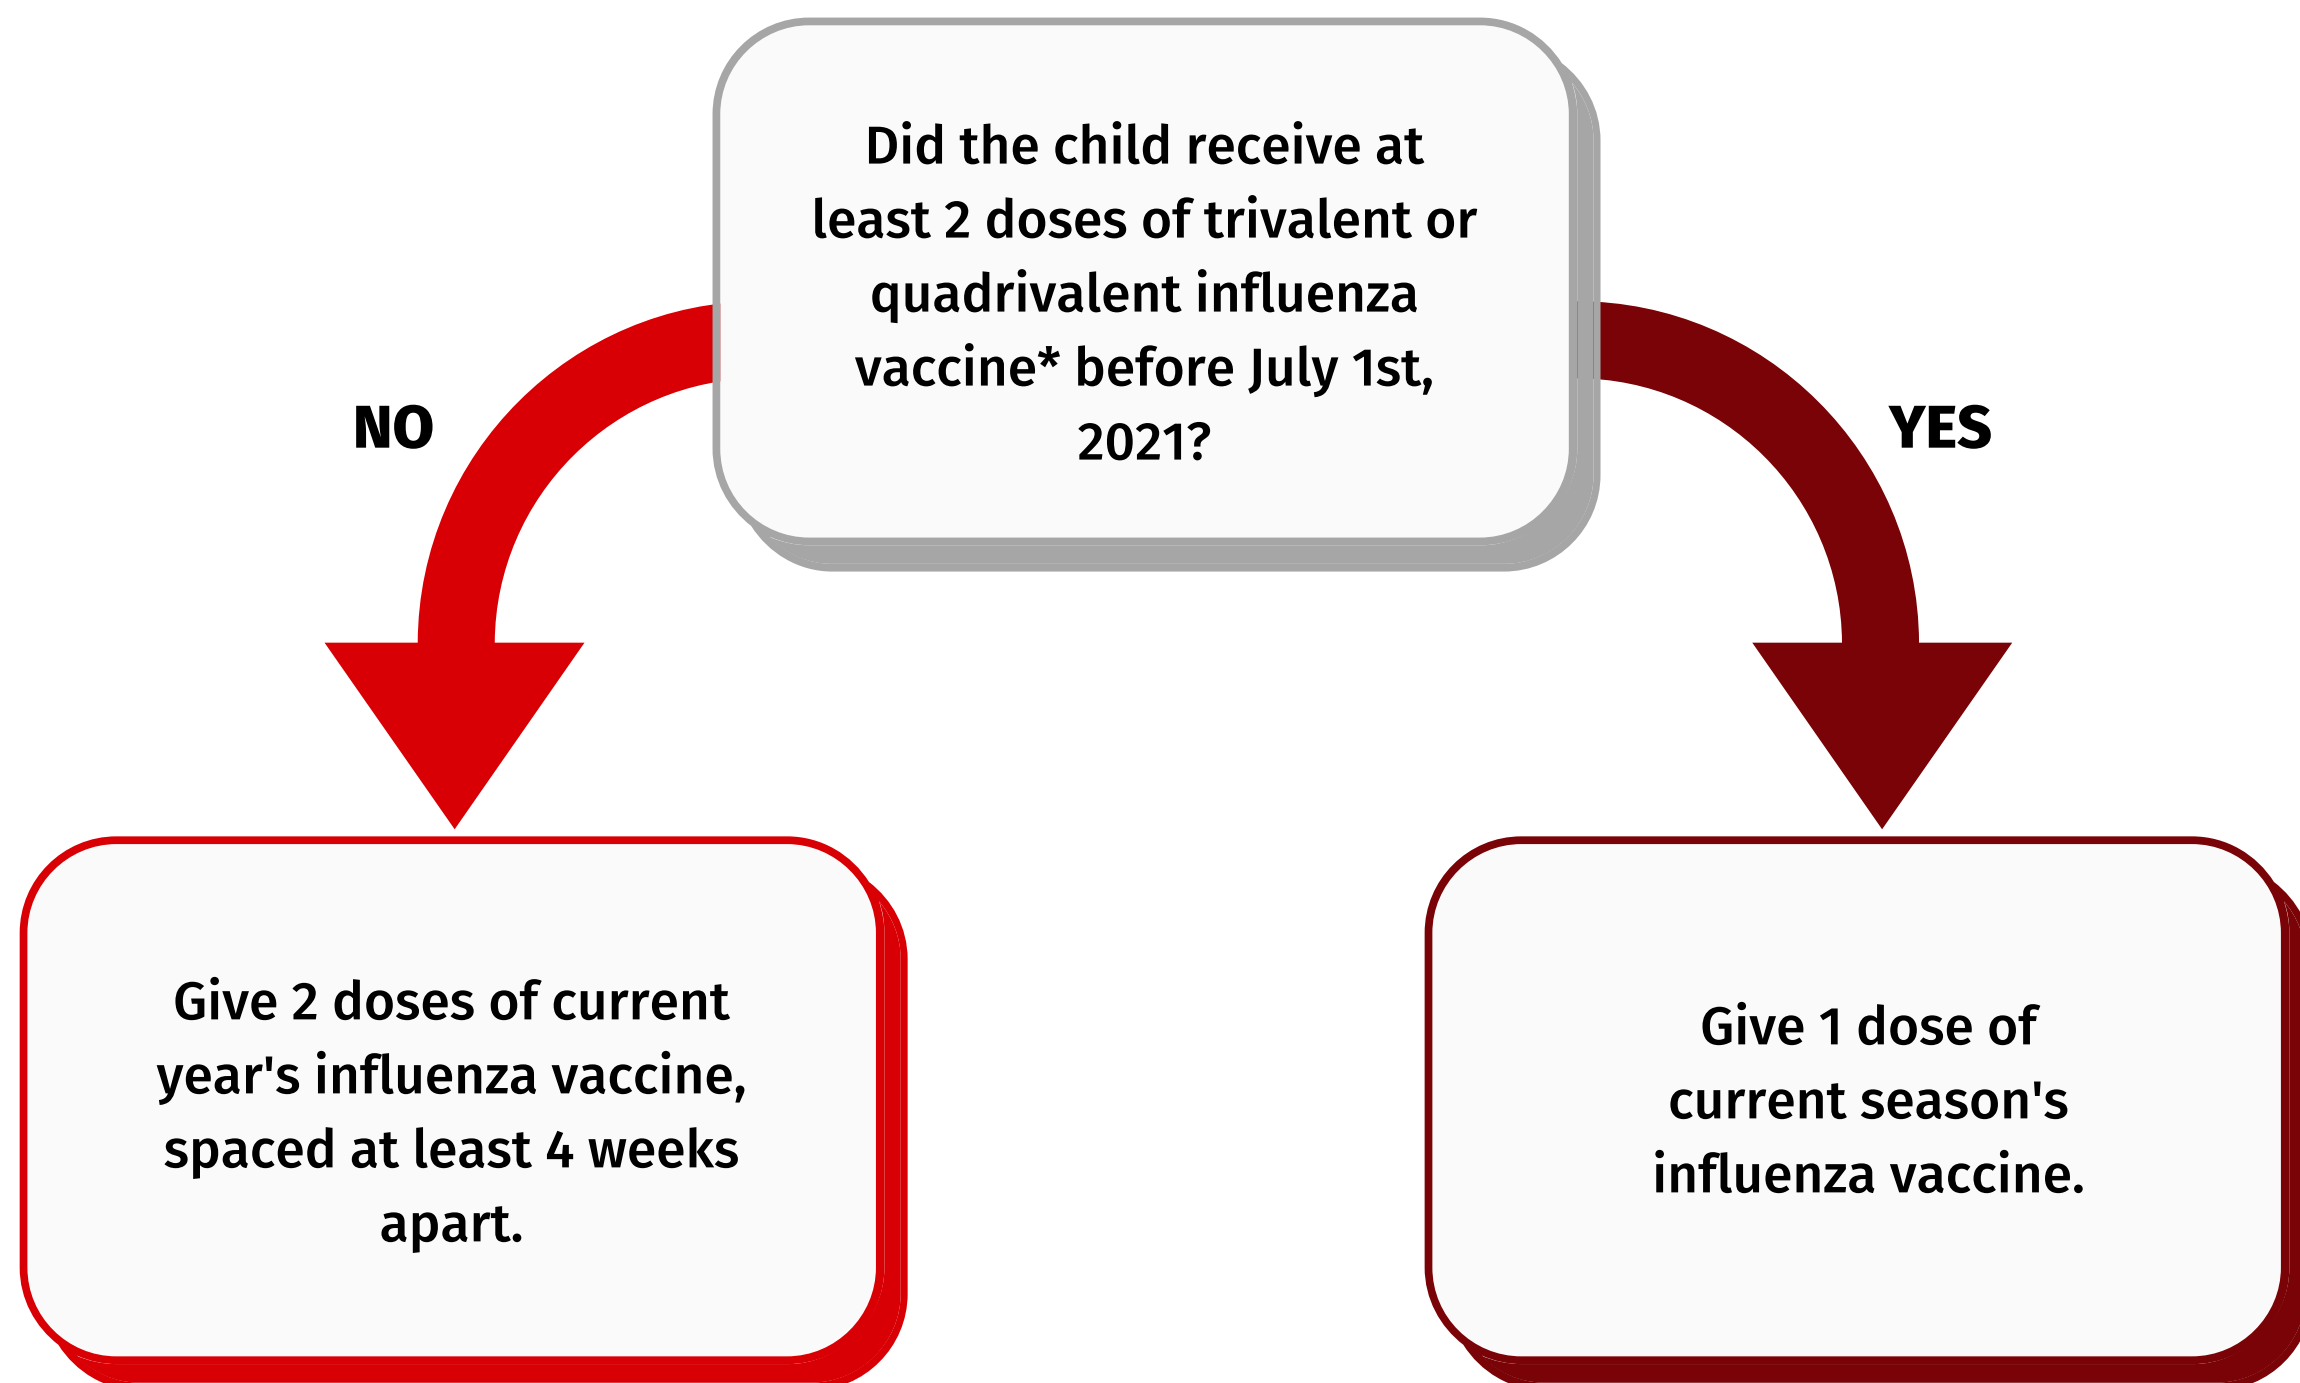 Did the child receive at
least 2 doses of trivalent or
quadrivalent influenza
vaccine* before July 1st,
2021?
NO
YES
Give 2 doses of current
year's influenza vaccine,
spaced at least 4 weeks
apart.
Give 1 dose of
current season's
influenza vaccine.